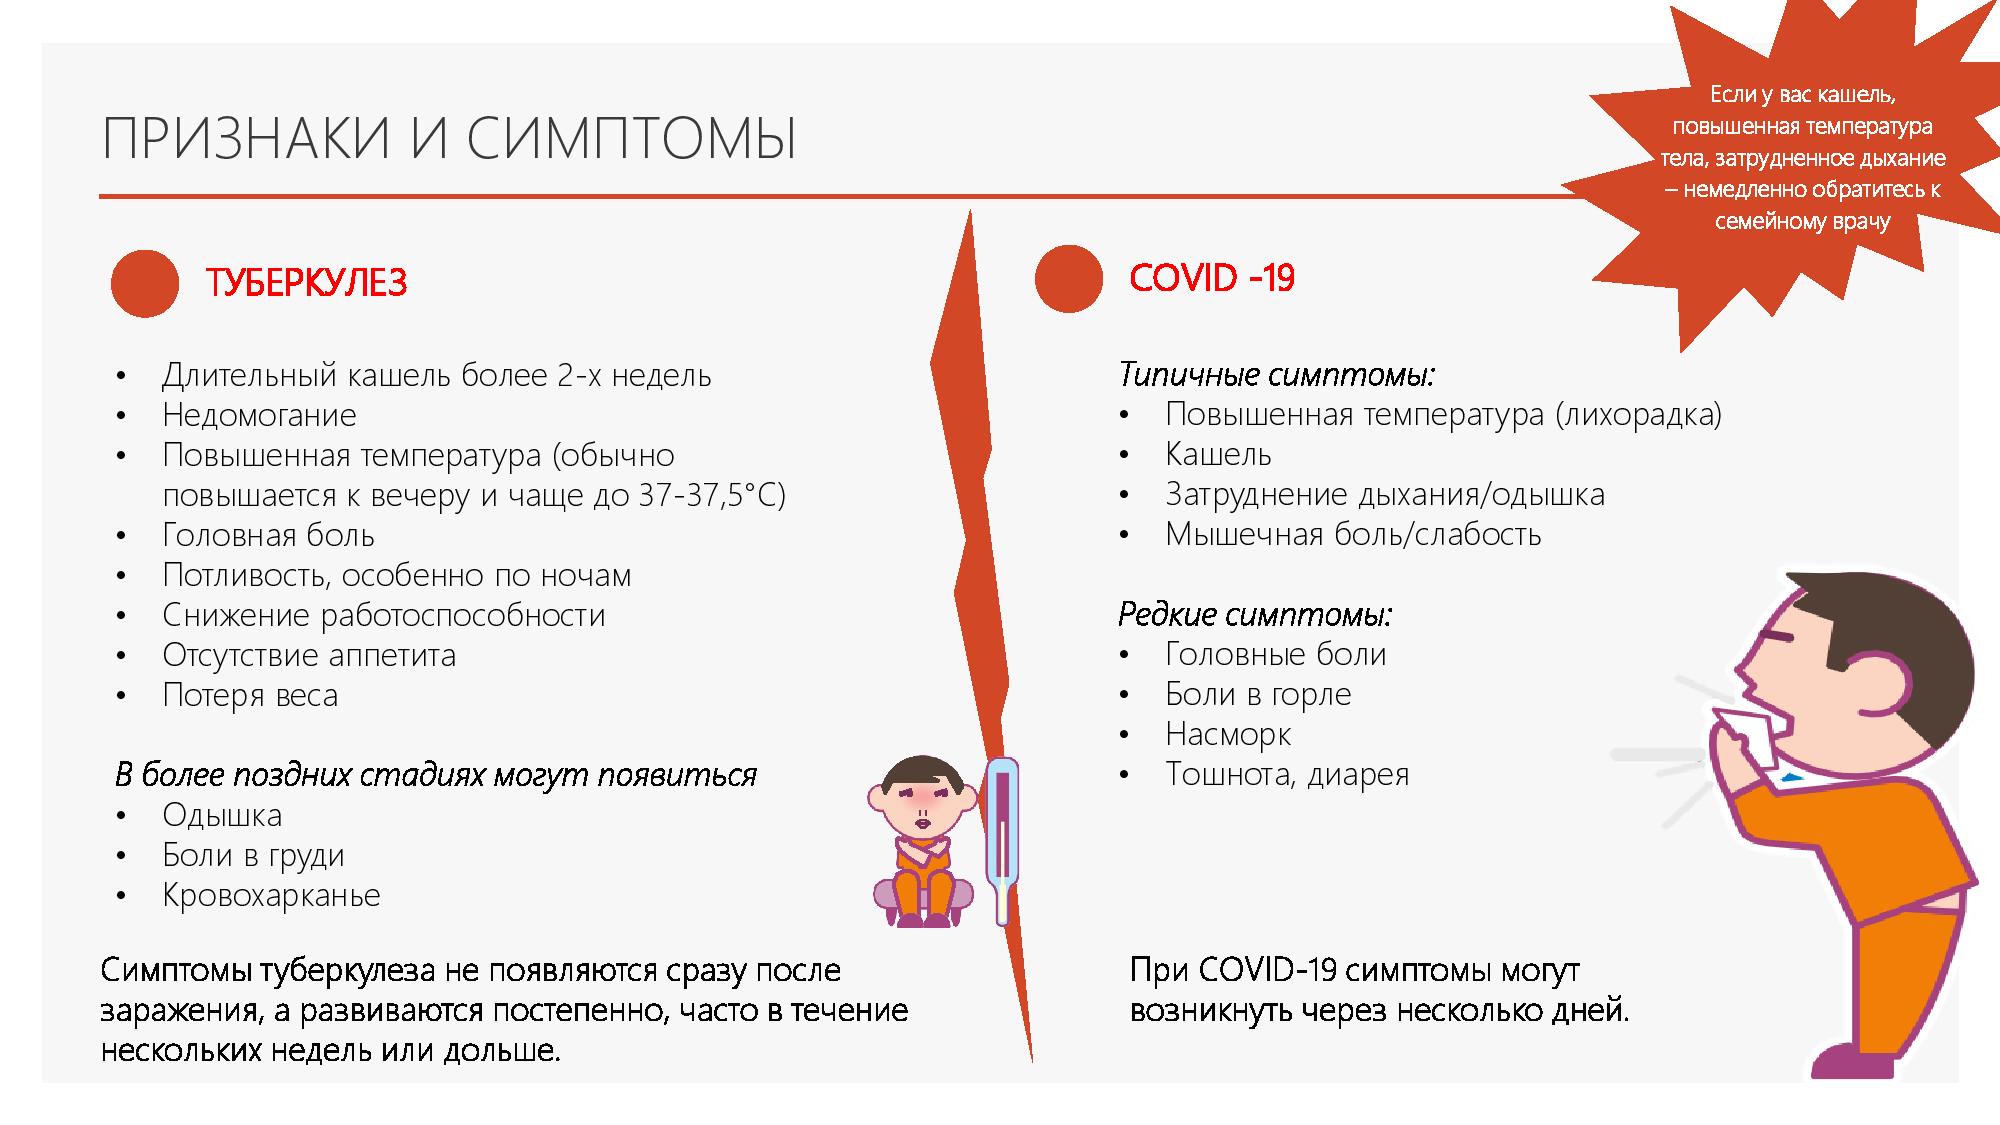 ПРИЗНАКИ И СИМПТОМЫ
Если у вас кашель,
повышенная температура
тела, затрудненное дыхание
– немедленно обратитесь к
семейному врачу
ТУБЕРКУЛЕЗ
• Длительный кашель более 2-х недель
• Недомогание
• Повышенная температура (обычно
повышается к вечеру и чаще до 37-37,5°С)
• Головная боль
• Потливость, особенно по ночам
• Снижение работоспособности
• Отсутствие аппетита
• Потеря веса
В более поздних стадиях могут появиться
• Одышка
• Боли в груди
• Кровохарканье
Симптомы туберкулеза не появляются сразу после
заражения, а развиваются постепенно, часто в течение
нескольких недель или дольше.
COVID -19
Типичные симптомы:
• Повышенная температура (лихорадка)
• Кашель
• Затруднение дыхания/одышка
• Мышечная боль/слабость
Редкие симптомы:
• Головные боли
• Боли в горле
• Насморк
• Тошнота, диарея
При COVID-19 симптомы могут
возникнуть через несколько дней.